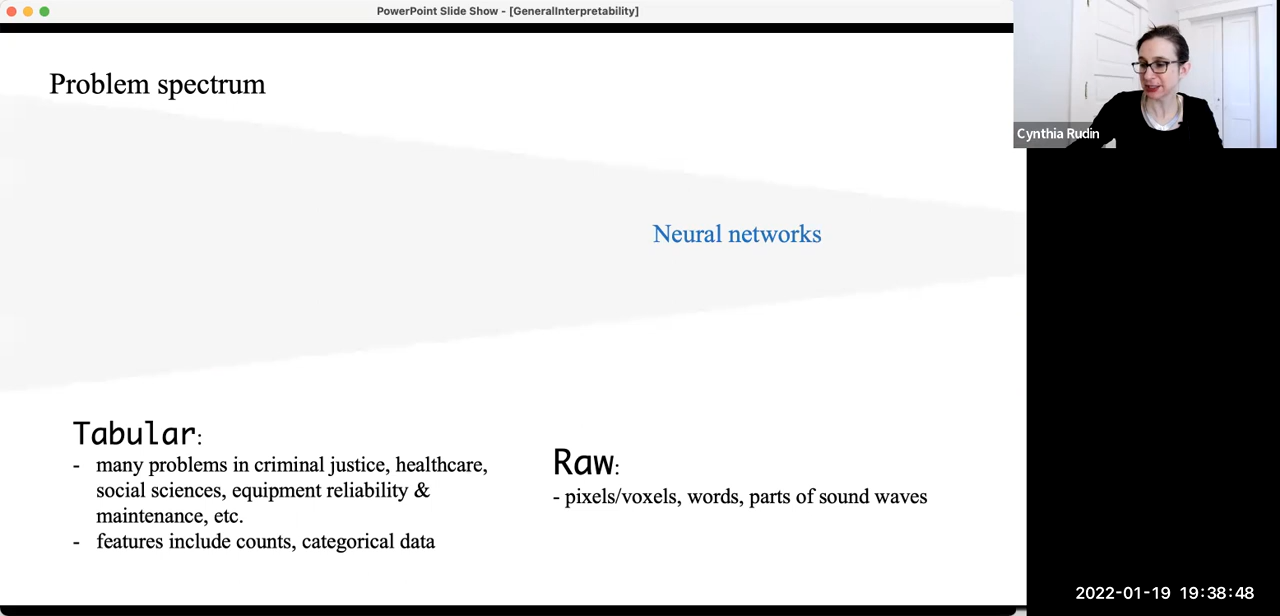 PowerPoint Slide Show - [GeneralInterpretability]
Problem spectrum
Cynthia Rudin
Neural networks
Tabular:
- many problems in criminal justice, healthcare,
social sciences, equipment reliability &
maintenance, etc.
- features include counts, categorical data
Raw:
- pixels/voxels, words, parts of sound waves
2022-01-19 19:38:48